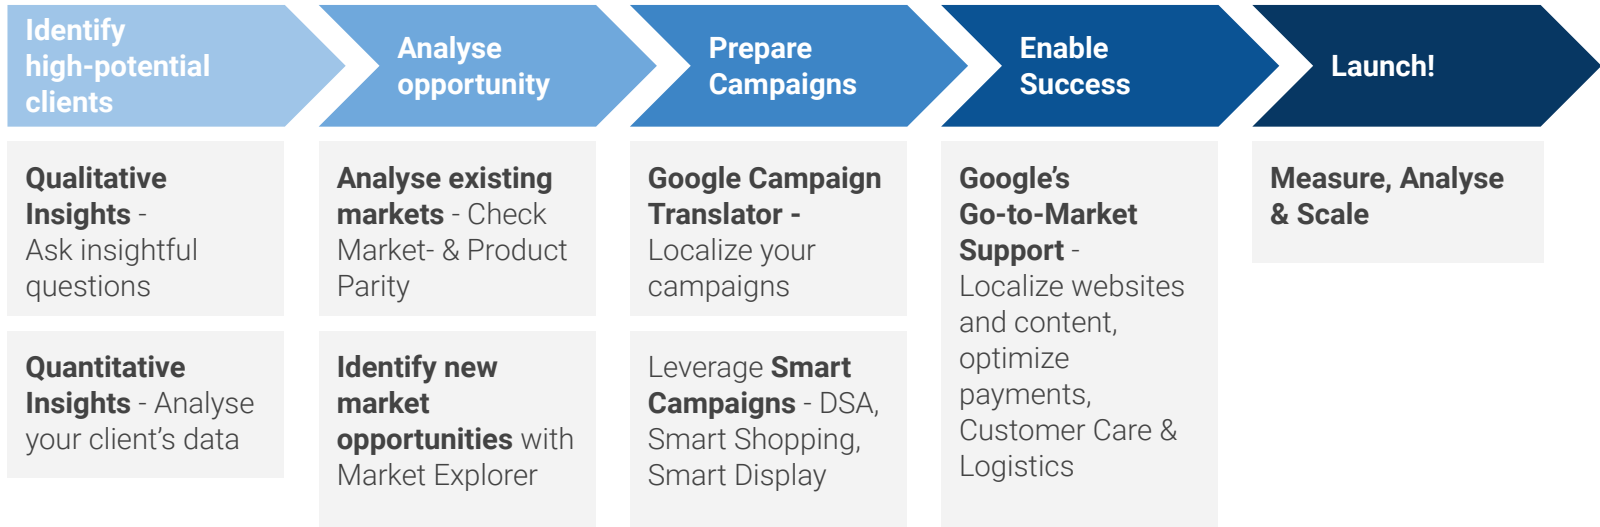 Identify
high-potential
clients
Analyse
opportunity
Prepare
Campaigns
Enable
Success
Launch!
Qualitative
Insights -
Ask insightful
questions
Quantitative
Insights - Analyse
your client’s data
Analyse existing
markets - Check
Market- & Product
Parity
Identify new
market
opportunities with
Market Explorer
Google Campaign
Translator -
Localize your
campaigns
Leverage Smart
Campaigns - DSA,
Smart Shopping,
Smart Display
Google’s
Go-to-Market
Support -
Localize websites
and content,
optimize
payments,
Customer Care &
Logistics
Measure, Analyse
& Scale